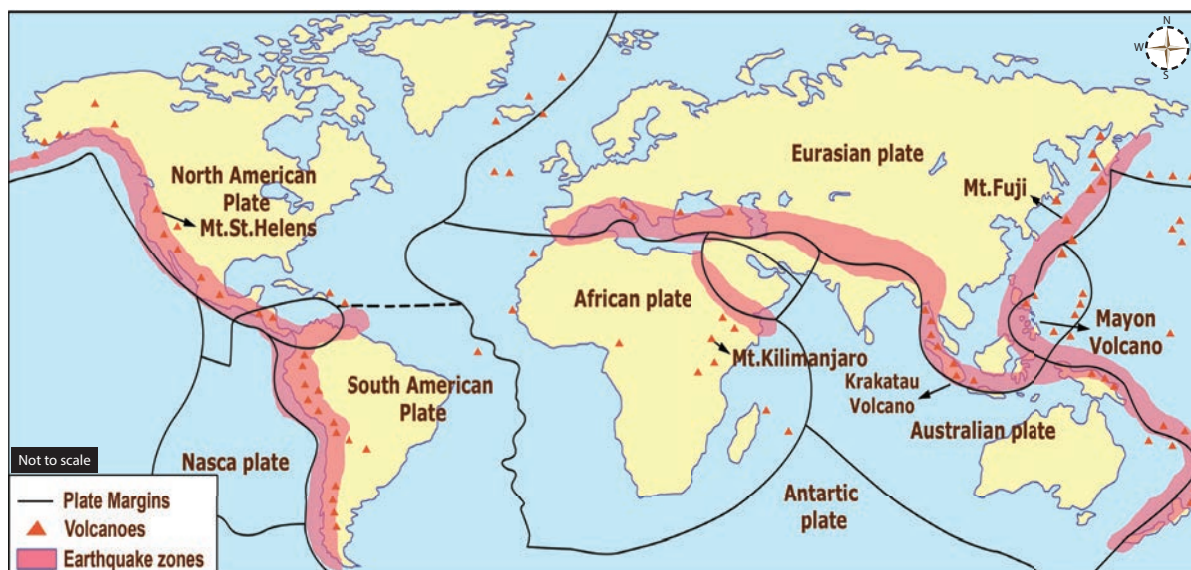 N
W
S
Eurasian plate
North American
Plate
Mt.St.Helens
Mt.Fuji
African plate
Mayon
Volcano
Mt.Kilimanjaro
South American
Plate
Krakatau
Volcano
Australian plate
Nasca plate
Antartic
plate
Not to scale
Plate Margins
Volcanoes
Earthquake zones